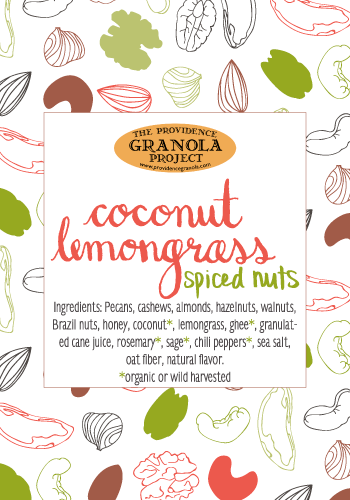 THE PROVIDENCE
GRANOLA
PROJECT
www.providencegranola.com
coconut
lemongrass
spiced nuts
Ingredients: Pecans, cashews, almonds, hazelnuts, walnuts,
Brazil nuts, honey, coconut*, lemongrass, ghee*, granulat-
ed cane juice, rosemary*, sage*, chili peppers*, sea salt,
oat fiber, natural flavor.
*organic or wild harvested